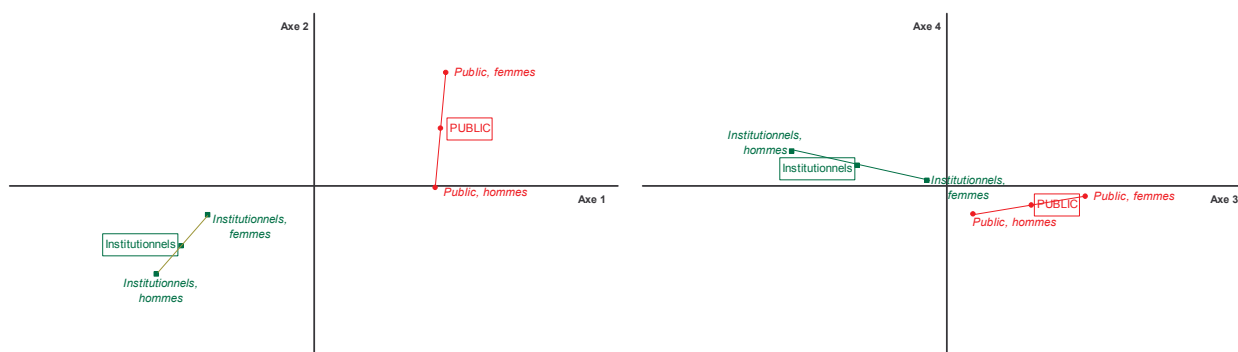 Axe 2
Public, femmes
PUBLIC
Public, hommes
Axe 1
Institutionnels,
femmes
Institutionnels
Institutionnels,
hommes
Axe 4
Institutionnels,
hommes
Institutionnels
Institutionnels,
femmes
Public, femmes
Axe 3
PUBLIC
Public, hommes